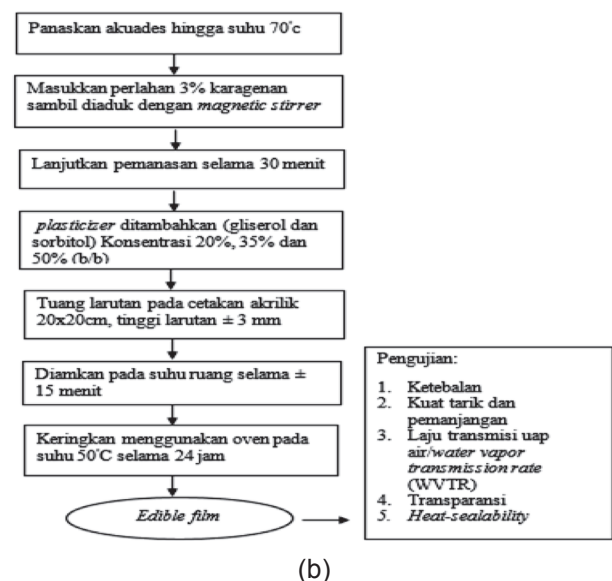 Panaskan akuades hingga suhu 70°c
Masukkan perlahan 3% karagenan
sambil diaduk dengan magnetic stirrer
Lanjutkan pemanasan selama 30 menit
plasticizer ditambahkan (gliserol dan
sorbitol) Konsentrasi 20%, 35% dan
50% (b/b)
Tuang larutan pada cetakan akrilik
20x20cm, tinggi larutan ± 3 mm
Diamkan pada suhu ruang selama ±
15 menit
Keringkan menggunakan oven pada
suhu 50°C selama 24 jam
Edible film
Pengujian:
1. Ketebalan
2. Kuat tarik dan
pemanjangan
3. Laju transmisi uap
air/water vapor
transmission rate
(WVTR)
4. Transparansi
5. Heat-sealability
(b)